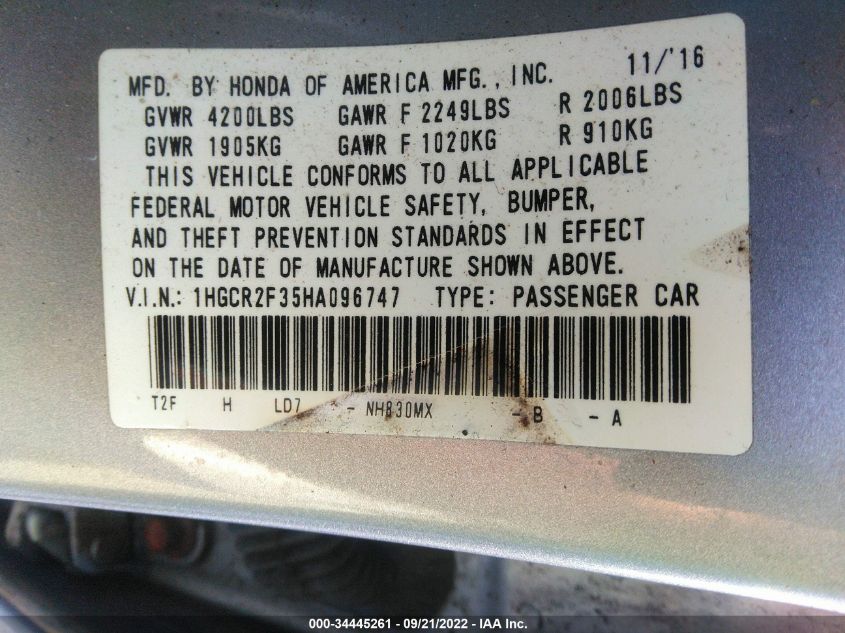 MFD. BY HONDA OF AMERICA MFG., INC. 11/'16
GVWR 4200LBS GAWR F 2249LBS R 2006LBS
GVWR 1905KG GAWR F 1020KG R 910KG
THIS VEHICLE CONFORMS TO ALL APPLICABLE
FEDERAL MOTOR VEHICLE SAFETY, BUMPER,
AND THEFT PREVENTION STANDARDS IN EFFECT
ON THE DATE OF MANUFACTURE SHOWN ABOVE.
V.I.N.: 1HGCR2F35HA096747 TYPE: PASSENGER CAR
T2F H LD7 - NH830MX - B - A
000-34445261 / 09/21/2022 - IAA Inc.